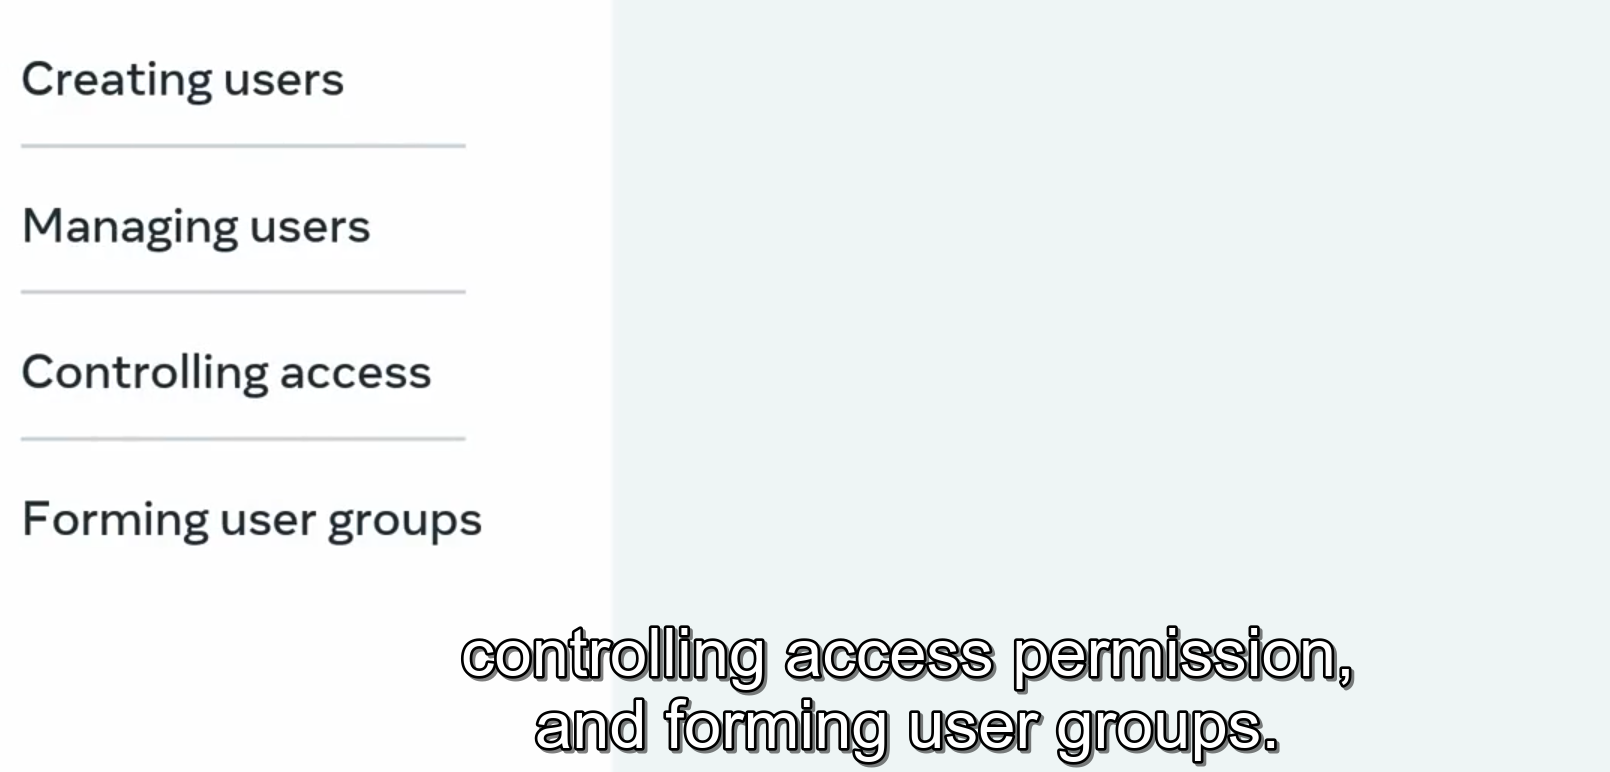 Creating users
Managing users
Controlling access
Forming user groups
controlling access permission,
and forming user groups.